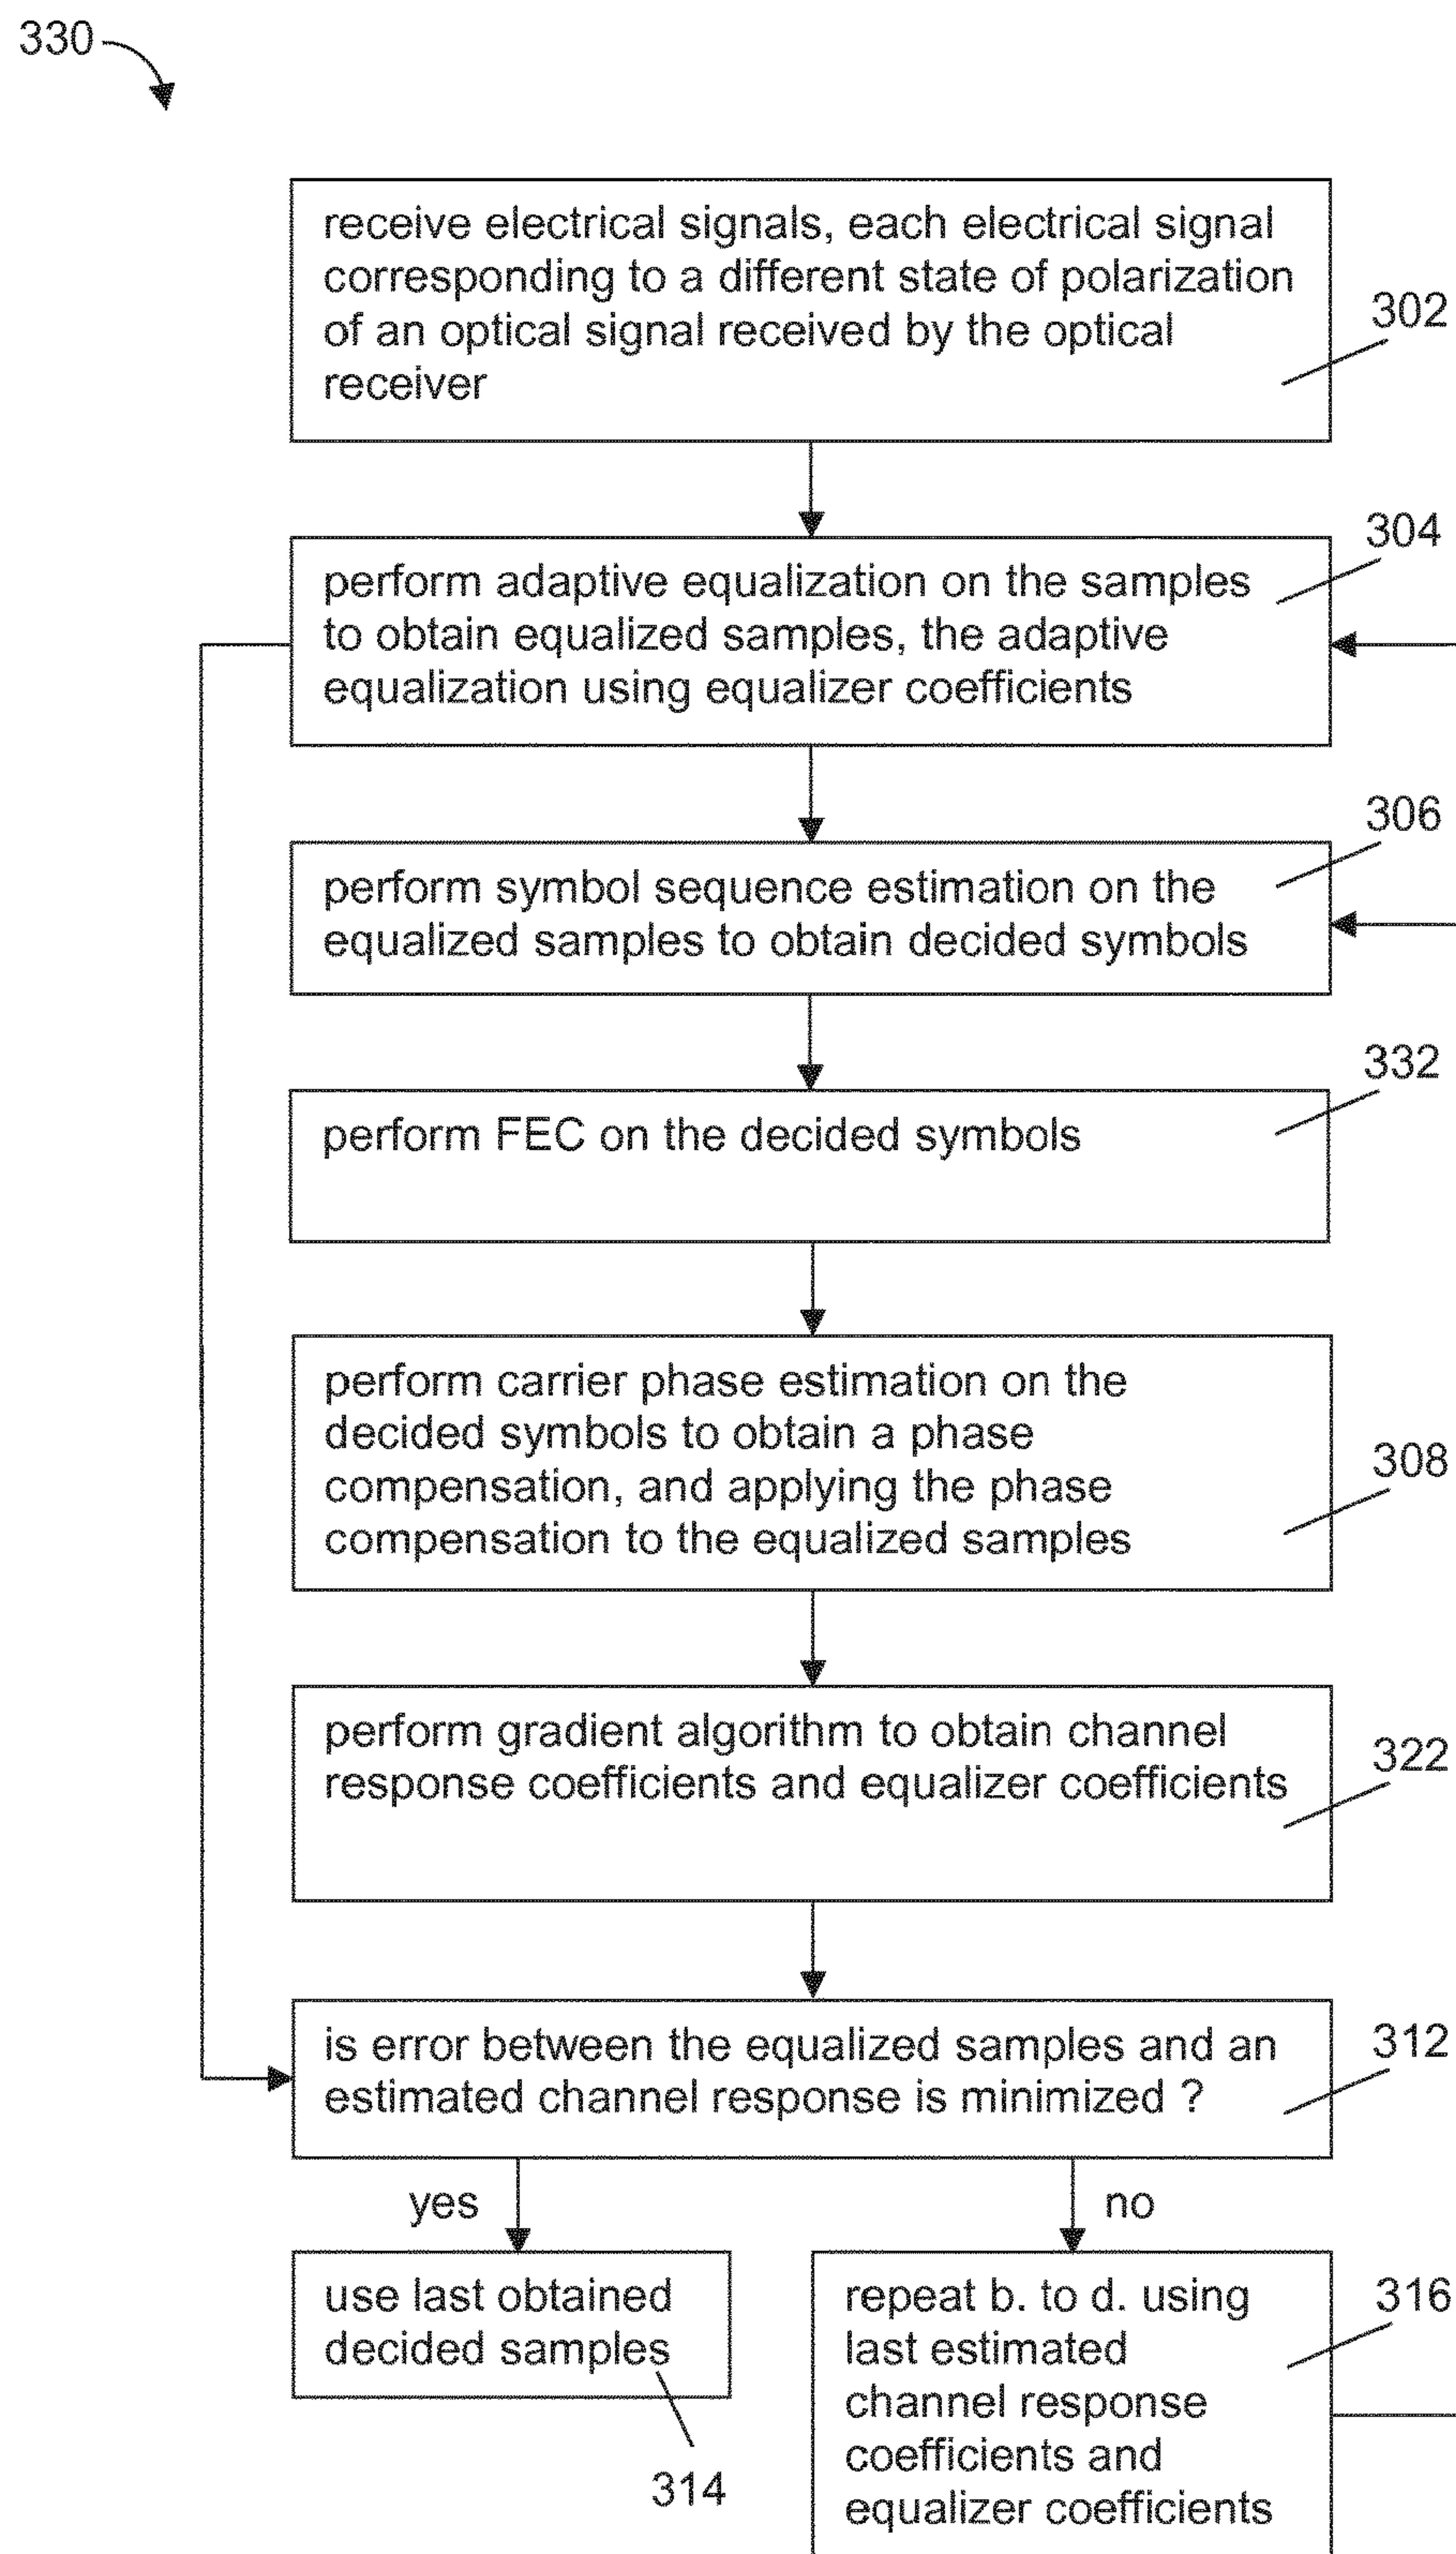 330
receive electrical signals, each electrical signal
corresponding to a different state of polarization
of an optical signal received by the optical
receiver
302
304
perform adaptive equalization on the samples
to obtain equalized samples, the adaptive
equalization using equalizer coefficients
306
perform symbol sequence estimation on the
equalized samples to obtain decided symbols
332
perform FEC on the decided symbols
perform carrier phase estimation on the
decided symbols to obtain a phase
compensation, and applying the phase
compensation to the equalized samples
308
perform gradient algorithm to obtain channel
response coefficients and equalizer coefficients
322
is error between the equalized samples and an
estimated channel response is minimized ?
312
yes
no
use last obtained
decided samples
314
repeat b. to d. using
last estimated
channel response
coefficients and
equalizer coefficients
316